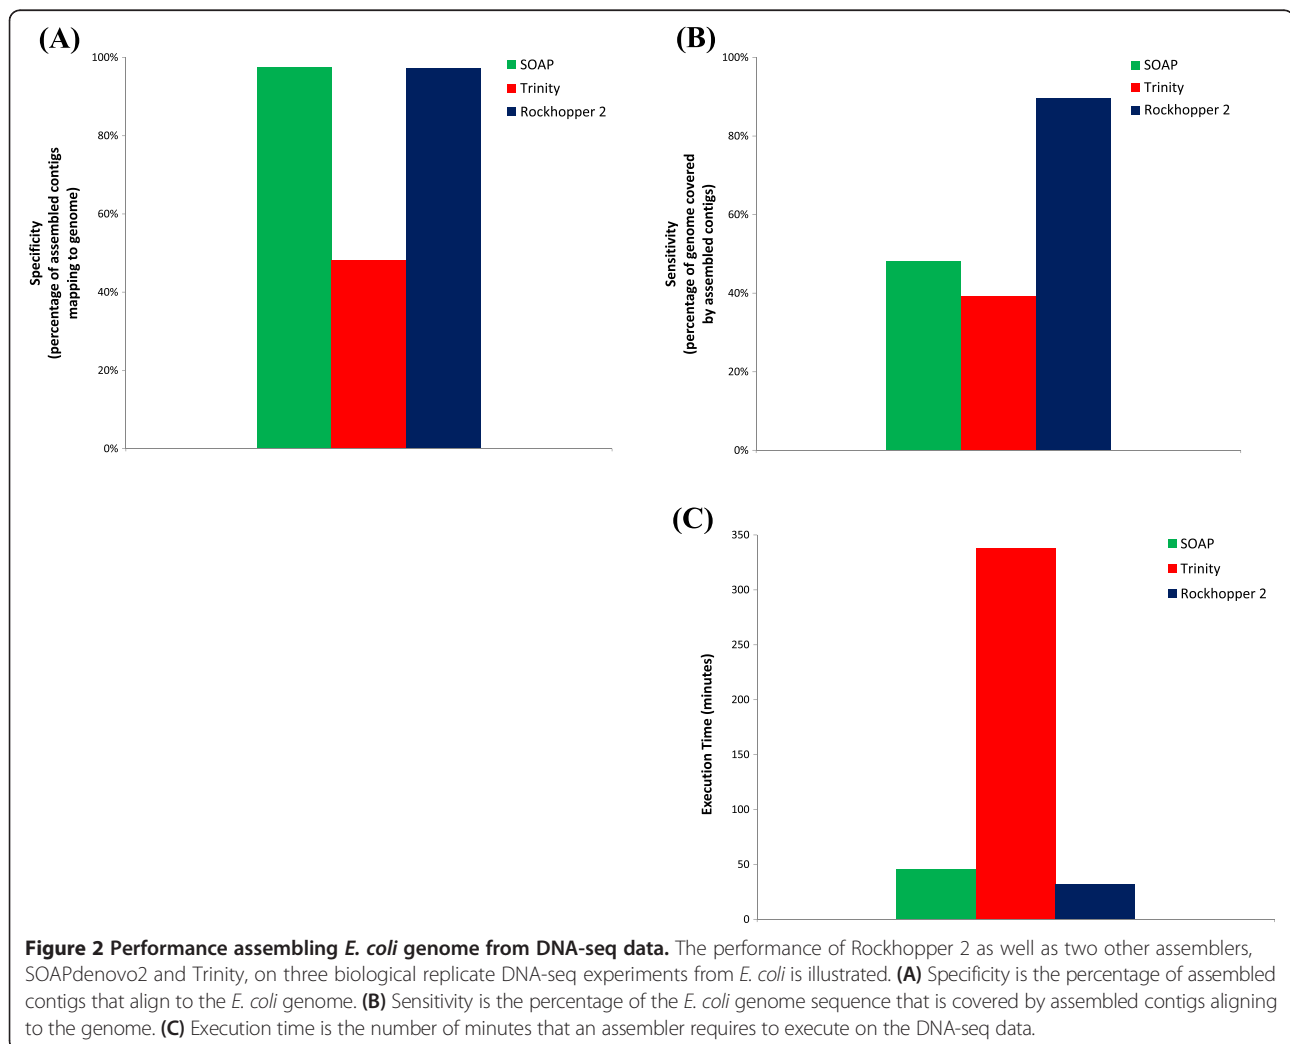 (A)
100%
80%
60%
40%
20%
0%
Specificity
(percentage of assembled contigs
mapping to genome)
SOAP
Trinity
Rockhopper 2
(B)
100%
80%
60%
40%
20%
0%
Sensitivity
(percentage of genome covered
by assembled contigs)
SOAP
Trinity
Rockhopper 2
(C)
350
300
250
200
150
100
50
0
Execution Time (minutes)
SOAP
Trinity
Rockhopper 2
Figure 2 Performance assembling E. coli genome from DNA-seq data. The performance of Rockhopper 2 as well as two other assemblers,
SOAPdenovo2 and Trinity, on three biological replicate DNA-seq experiments from E. coli is illustrated. (A) Specificity is the percentage of assembled
contigs that align to the E. coli genome. (B) Sensitivity is the percentage of the E. coli genome sequence that is covered by assembled contigs aligning
to the genome. (C) Execution time is the number of minutes that an assembler requires to execute on the DNA-seq data.